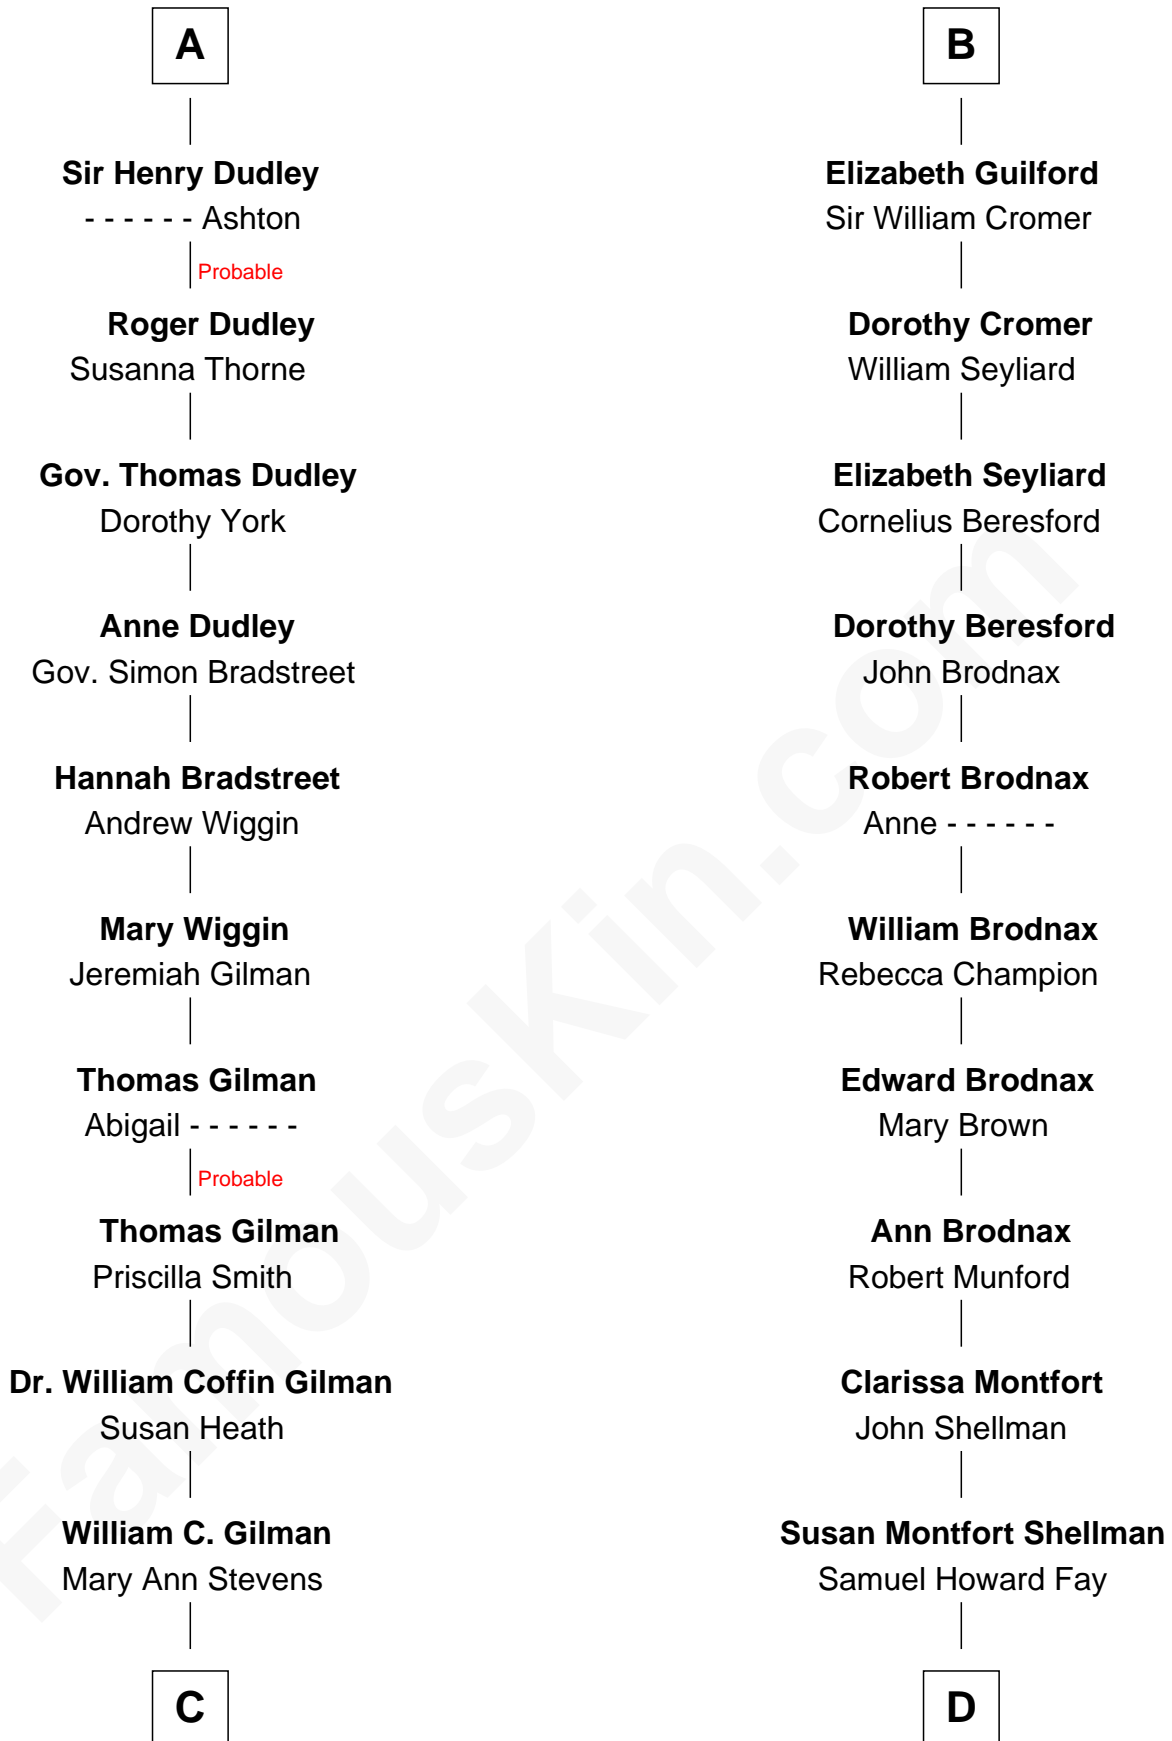 A
Sir Henry Dudley
- - - - - - Ashton
Probable
Roger Dudley
Susanna Thorne
Gov. Thomas Dudley
Dorothy York
Anne Dudley
Gov. Simon Bradstreet
Hannah Bradstreet
Andrew Wiggin
Mary Wiggin
Jeremiah Gilman
Thomas Gilman
Abigail - - - - - -
Probable
Thomas Gilman
Priscilla Smith
Dr. William Coffin Gilman
Susan Heath
William C. Gilman
Mary Ann Stevens
C
B
Elizabeth Guilford
Sir William Cromer
Dorothy Cromer
William Seyliard
Elizabeth Seyliard
Cornelius Beresford
Dorothy Beresford
John Brodnax
Robert Brodnax
Anne - - - - - -
William Brodnax
Rebecca Champion
Edward Brodnax
Mary Brown
Ann Brodnax
Robert Munford
Clarissa Montfort
John Shellman
Susan Montfort Shellman
Samuel Howard Fay
D
FamousKin.com